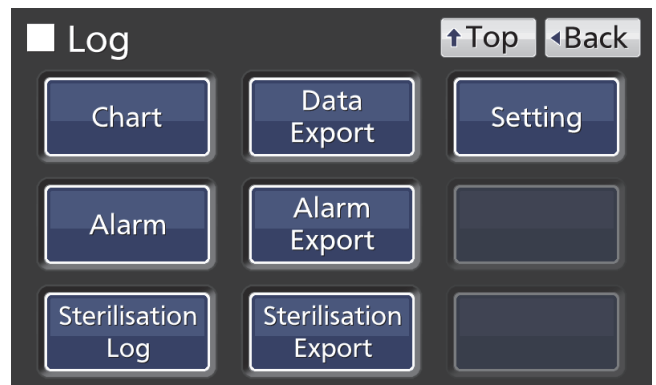 Log
↑Top ◂Back
Chart
Data
Export
Setting
Alarm
Alarm
Export
Sterilisation
Log
Sterilisation
Export